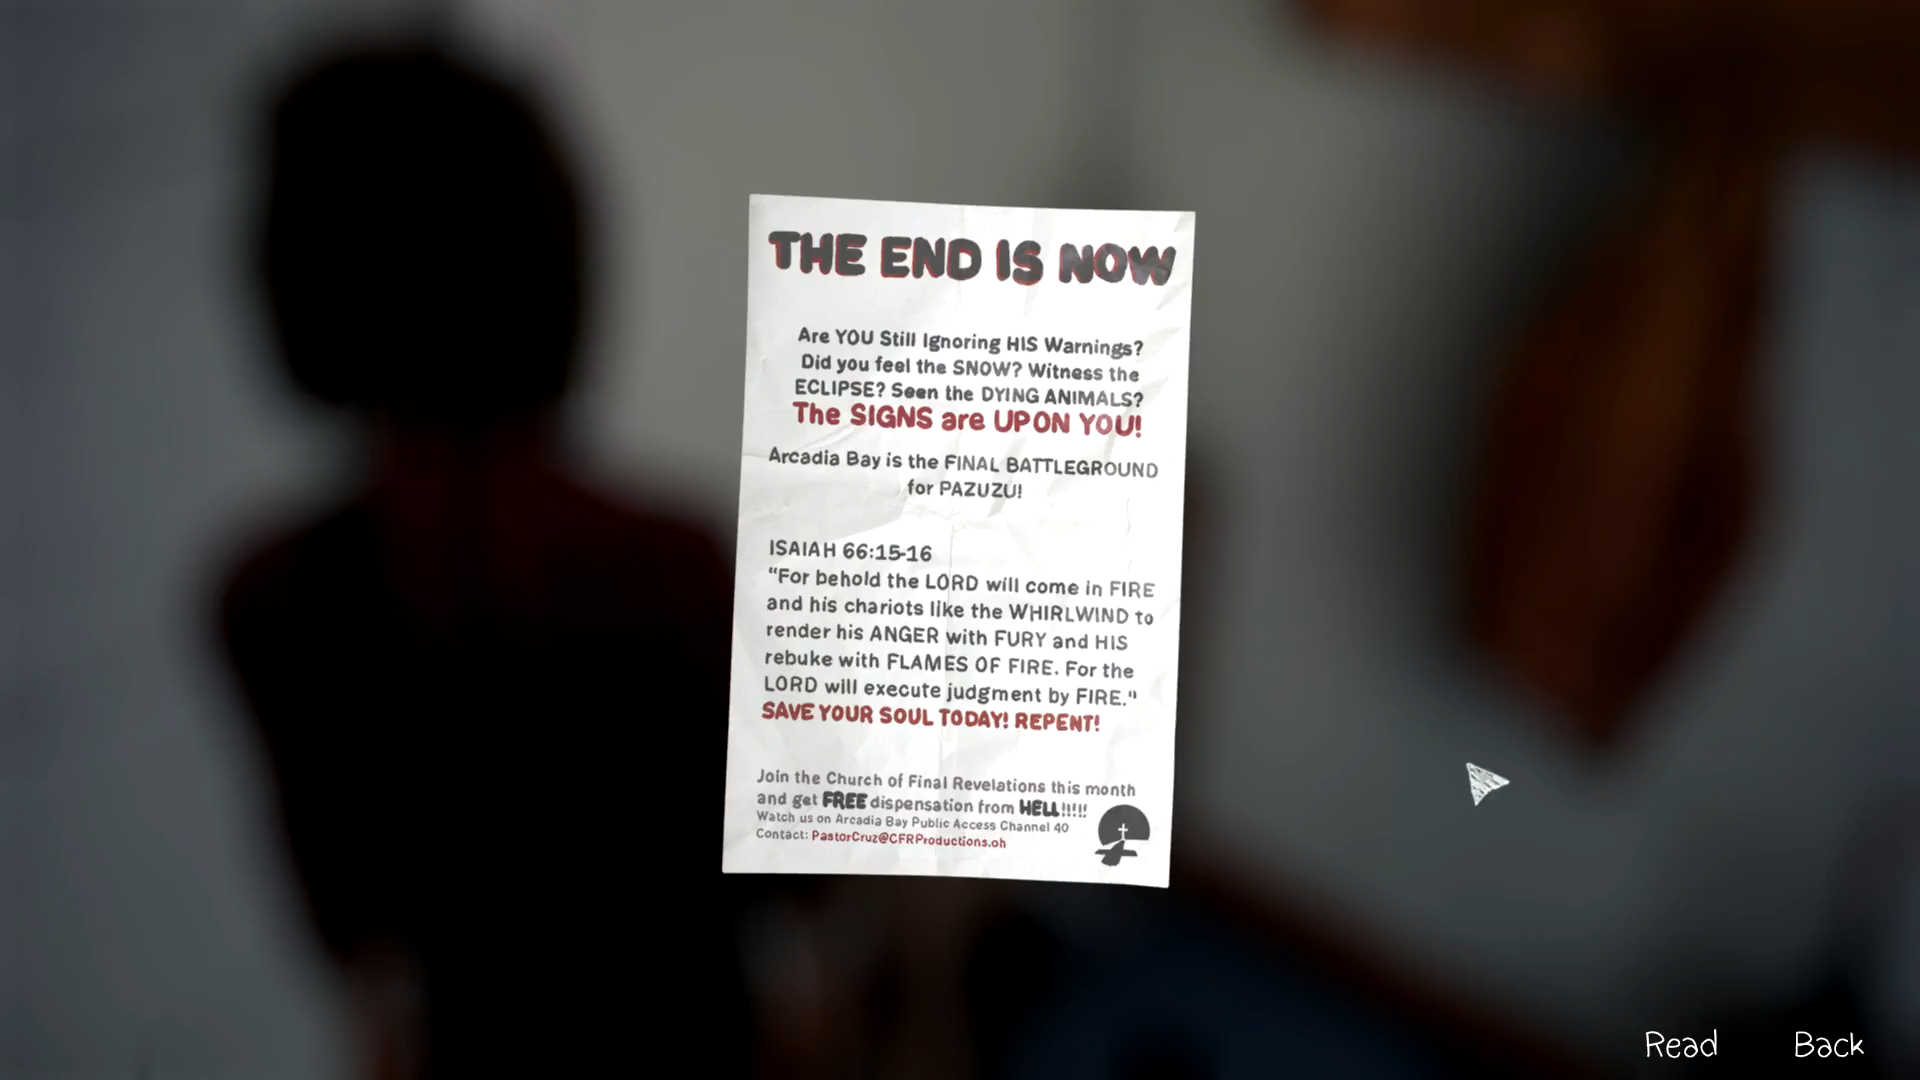 THE END IS NOW
Are YOU Still Ignoring HIS Warnings?
Did you feel the SNOW? Witness the
ECLIPSE? Seen the DYING ANIMALS?
The SIGNS are UPON YOU!
Arcadia Bay is the FINAL BATTLEGROUND
for PAZUZU!
ISAIAH 66:15-16
"For behold the LORD will come in FIRE
and his chariots like the WHIRLWIND to
render his ANGER with FURY and HIS
rebuke with FLAMES OF FIRE. For the
LORD will execute judgment by FIRE."
SAVE YOUR SOUL TODAY! REPENT!
Join the Church of Final Revelations this month
and get FREE dispensation from HELL!!!!!
Watch us on Arcadia Bay Public Access Channel 40
Contact: PastorCruz@CFRProductions.oh
Read Back